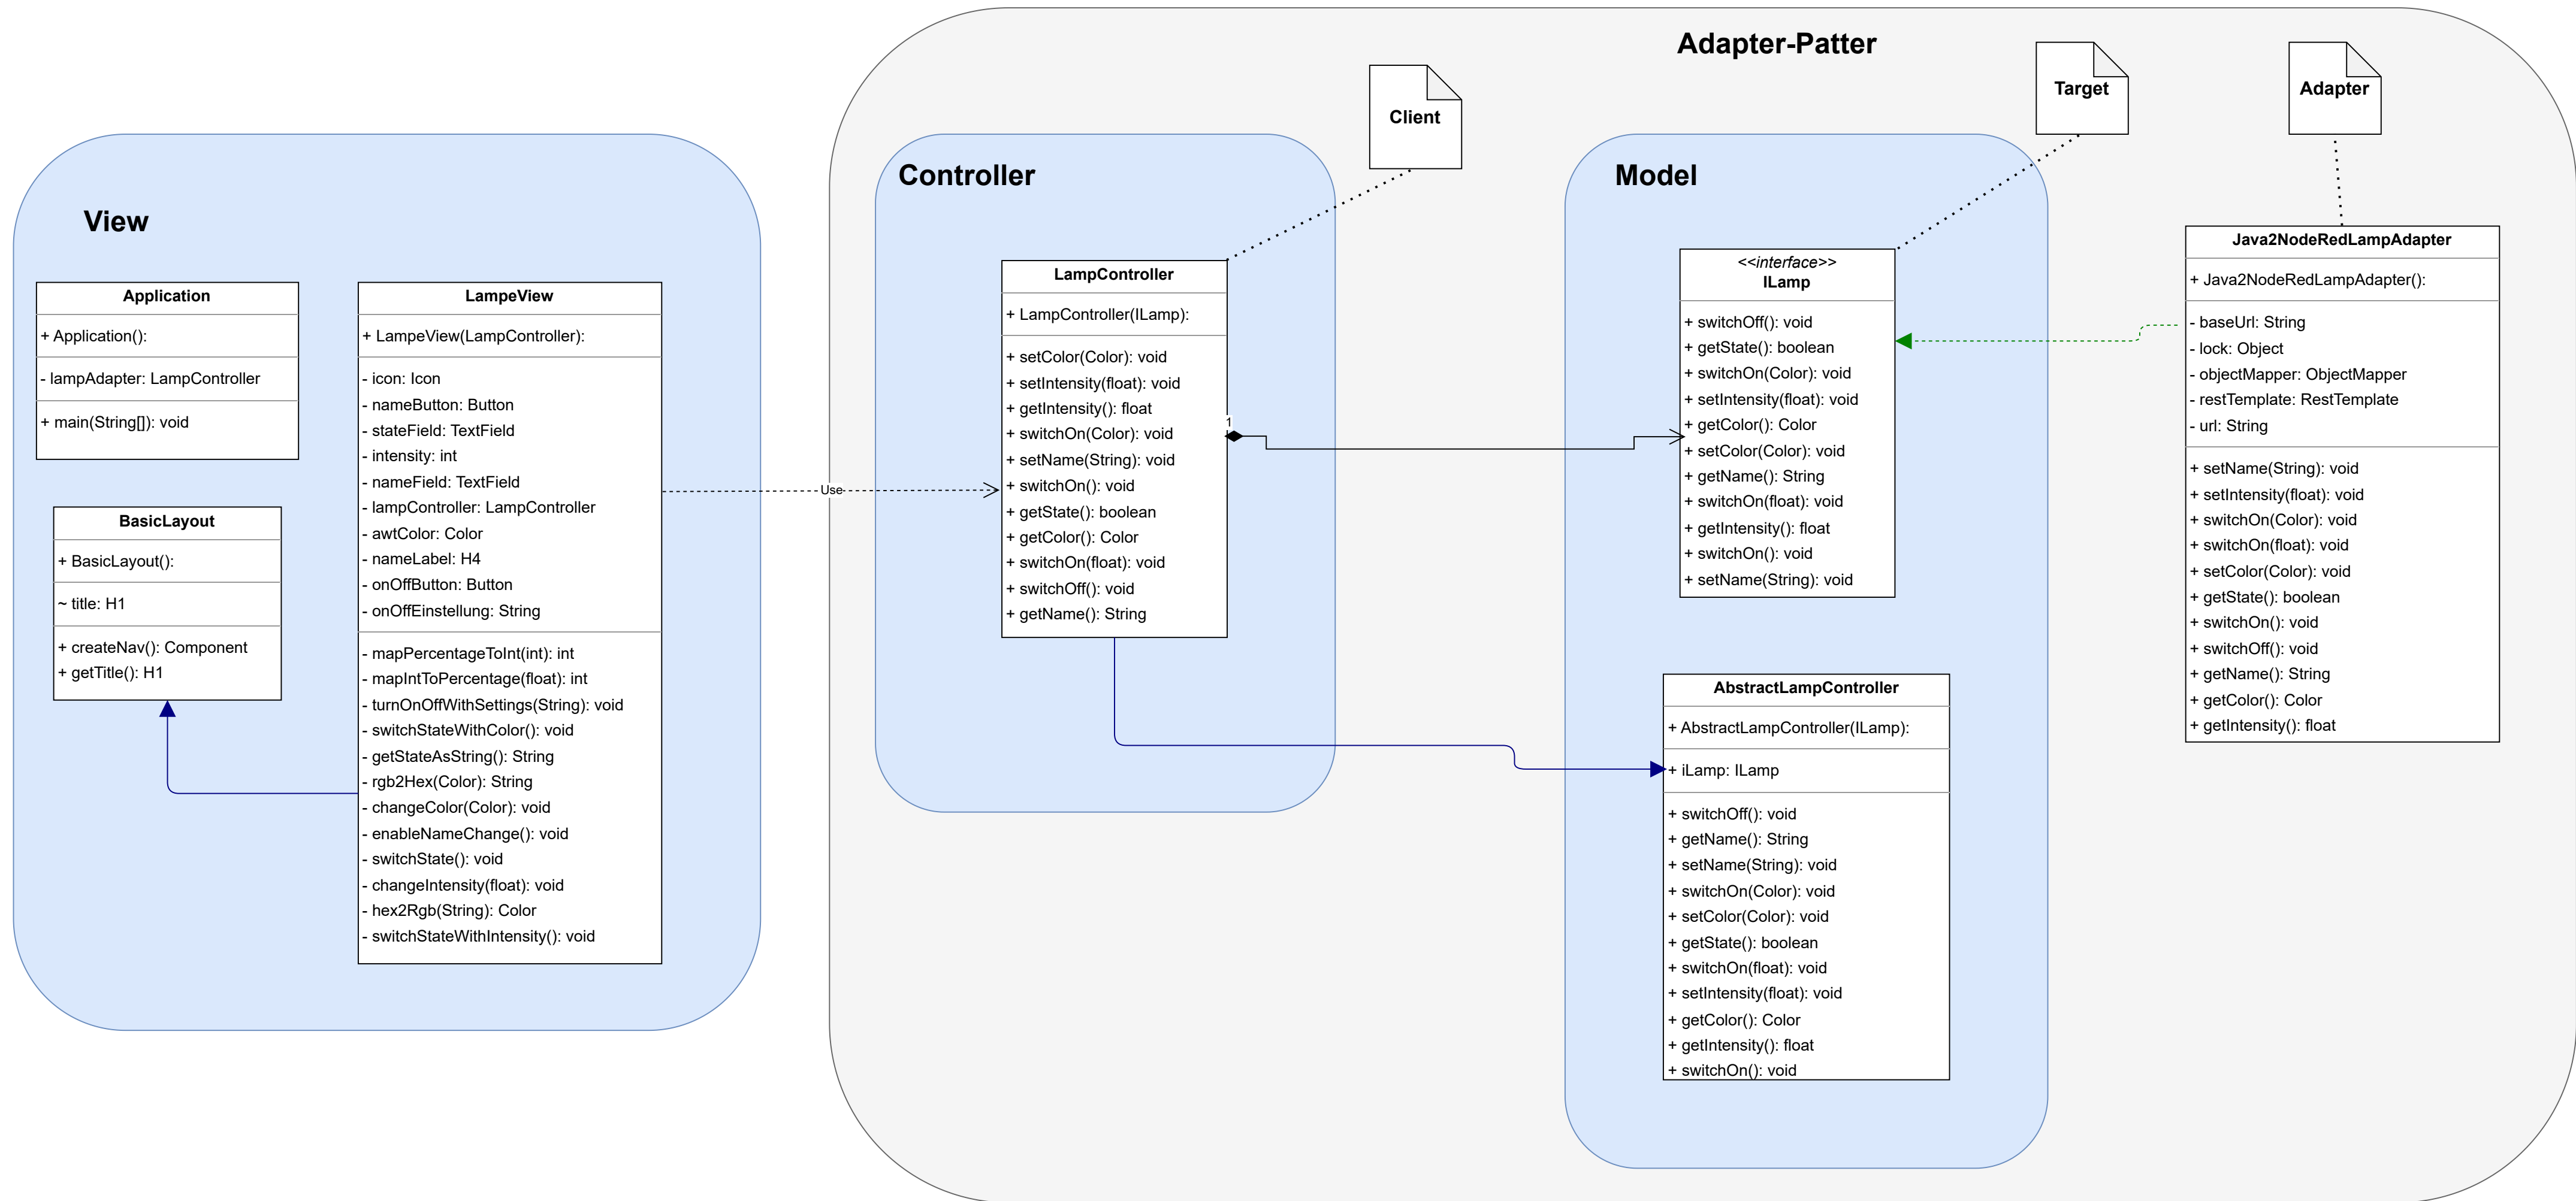 Adapter-Patter
Client
Target
Adapter
View
Application
+ Application():
- lampAdapter: LampController
+ main(String[]): void
BasicLayout
+ BasicLayout():
~ title: H1
+ createNav(): Component
+ getTitle(): H1
LampeView
+ LampeView(LampController):
- icon: Icon
- nameButton: Button
- stateField: TextField
- intensity: int
- nameField: TextField
- lampController: LampController
- awtColor: Color
- nameLabel: H4
- onOffButton: Button
- onOffEinstellung: String
- mapPercentageToInt(int): int
- mapIntToPercentage(float): int
- turnOnOffWithSettings(String): void
- switchStateWithColor(): void
- getStateAsString(): String
- rgb2Hex(Color): String
- changeColor(Color): void
- enableNameChange(): void
- switchState(): void
- changeIntensity(float): void
- hex2Rgb(String): Color
- switchStateWithIntensity(): void
Use
Controller
LampController
+ LampController(ILamp):
+ setColor(Color): void
+ setIntensity(float): void
+ getIntensity(): float
+ switchOn(Color): void
+ setName(String): void
+ switchOn(): void
+ getState(): boolean
+ getColor(): Color
+ switchOn(float): void
+ switchOff(): void
+ getName(): String
1
Model
<<interface>>
ILamp
+ switchOff(): void
+ getState(): boolean
+ switchOn(Color): void
+ setIntensity(float): void
+ getColor(): Color
+ setColor(Color): void
+ getName(): String
+ switchOn(float): void
+ getIntensity(): float
+ switchOn(): void
+ setName(String): void
AbstractLampController
+ AbstractLampController(ILamp):
+ iLamp: ILamp
+ switchOff(): void
+ getName(): String
+ setName(String): void
+ switchOn(Color): void
+ setColor(Color): void
+ getState(): boolean
+ switchOn(float): void
+ setIntensity(float): void
+ getColor(): Color
+ getIntensity(): float
+ switchOn(): void
Java2NodeRedLampAdapter
+ Java2NodeRedLampAdapter():
- baseUrl: String
- lock: Object
- objectMapper: ObjectMapper
- restTemplate: RestTemplate
- url: String
+ setName(String): void
+ setIntensity(float): void
+ switchOn(Color): void
+ switchOn(float): void
+ setColor(Color): void
+ getState(): boolean
+ switchOn(): void
+ switchOff(): void
+ getName(): String
+ getColor(): Color
+ getIntensity(): float